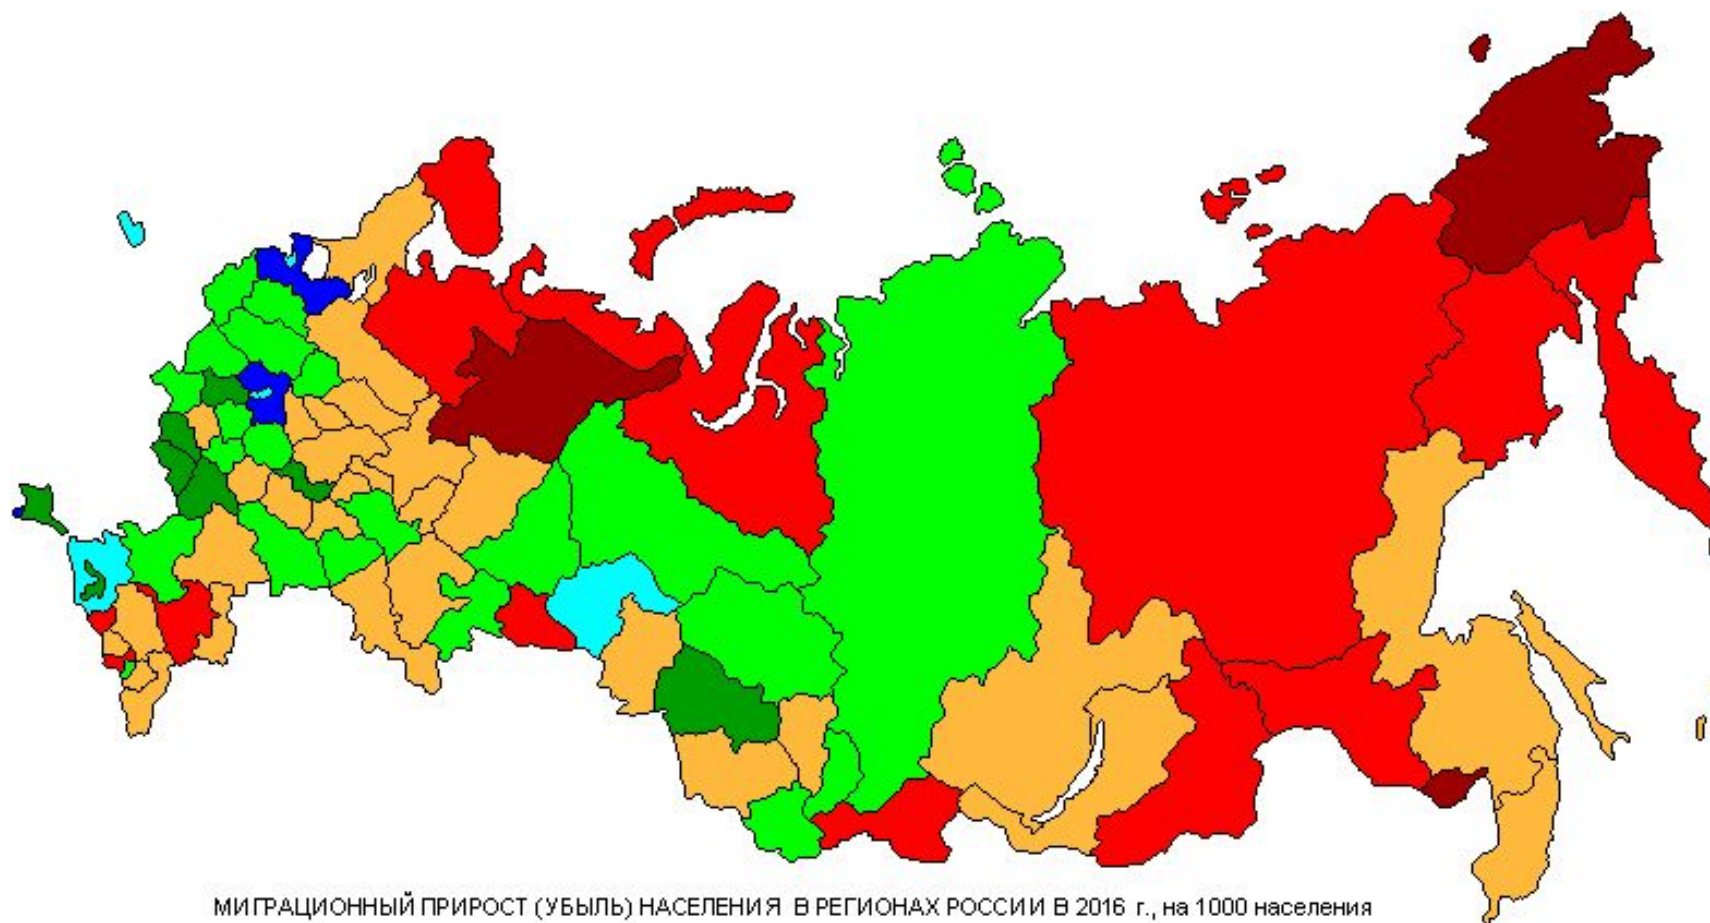 МИГРАЦИОННЫЙ ПРИРОСТ (УБЫЛЬ) НАСЕЛЕНИЯ В РЕГИОНАХ РОССИИ В 2016 г., на 1000 населения